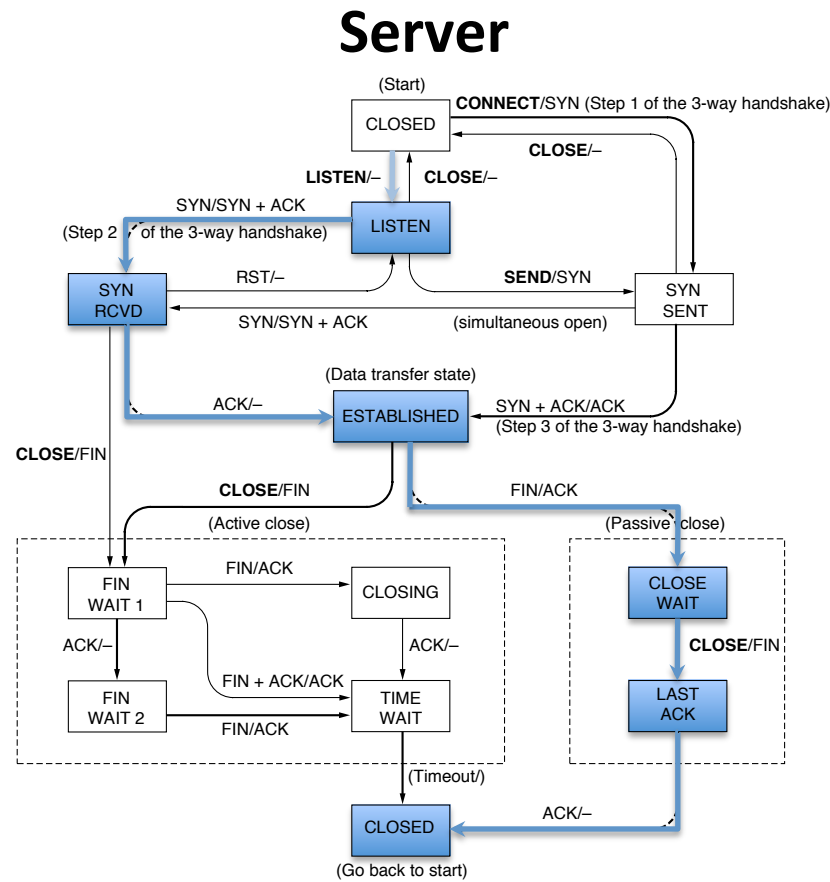 Server
(Start)
CONNECT/SYN (Step 1 of the 3-way handshake)
CLOSED
CLOSE/–
LISTEN/–
CLOSE/–
SYN/SYN + ACK
(Step 2 of the 3-way handshake)
LISTEN
RST/–
SEND/SYN
SYN
RCVD
SYN
SENT
SYN/SYN + ACK
(simultaneous open)
(Data transfer state)
ACK/–
ESTABLISHED
SYN + ACK/ACK
(Step 3 of the 3-way handshake)
CLOSE/FIN
CLOSE/FIN
FIN/ACK
(Active close)
(Passive close)
FIN
WAIT 1
FIN/ACK
CLOSING
CLOSE
WAIT
ACK/–
ACK/–
CLOSE/FIN
FIN + ACK/ACK
FIN
WAIT 2
TIME
WAIT
LAST
ACK
FIN/ACK
(Timeout/)
ACK/–
CLOSED
(Go back to start)